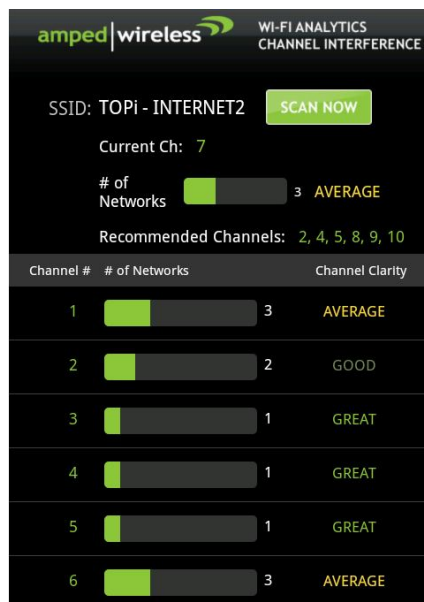 amped wireless
WI-FI ANALYTICS
CHANNEL INTERFERENCE
SSID: TOPi - INTERNET2 SCAN NOW
Current Ch: 7
# of
Networks 3 AVERAGE
Recommended Channels: 2, 4, 5, 8, 9, 10
Channel # # of Networks Channel Clarity
1 3 AVERAGE
2 2 GOOD
3 1 GREAT
4 1 GREAT
5 1 GREAT
6 3 AVERAGE